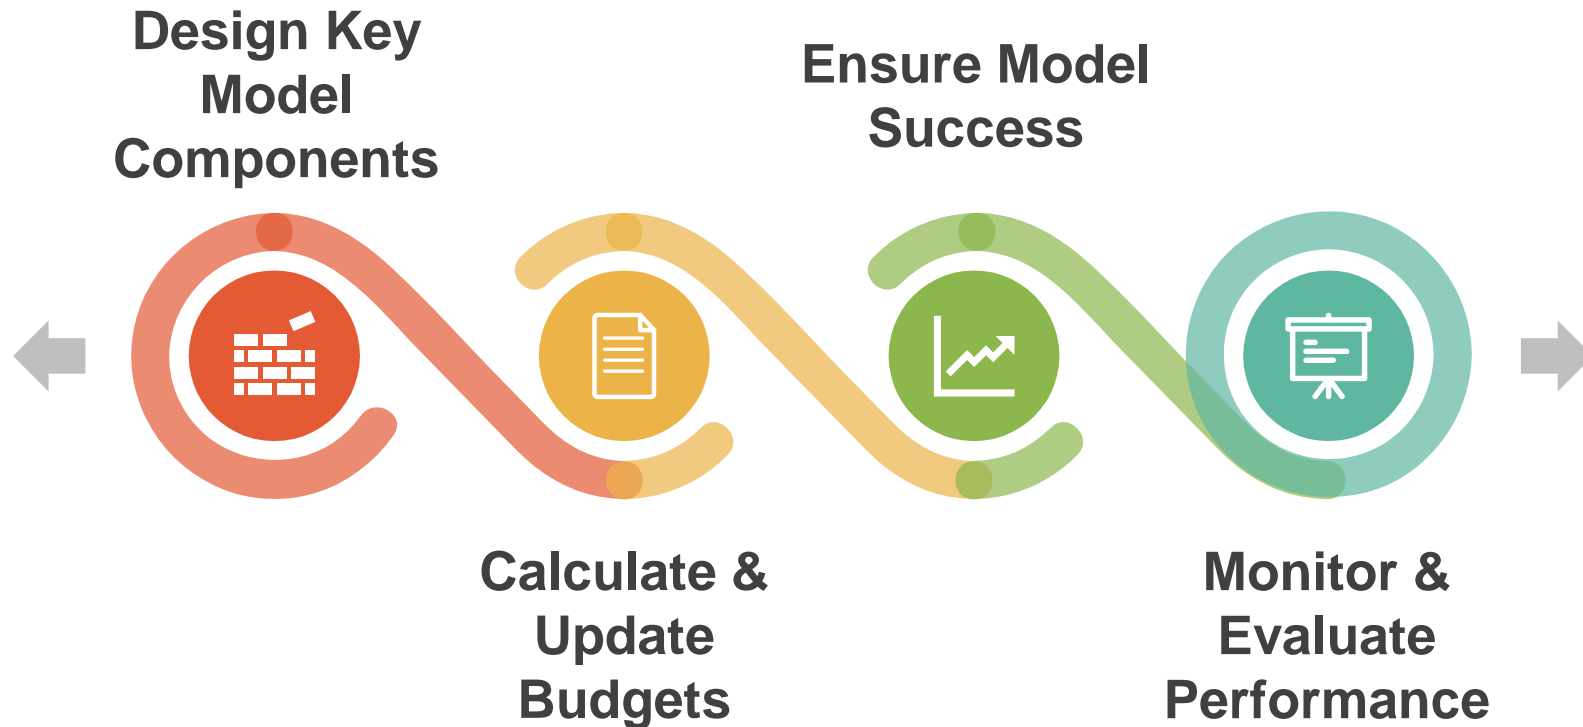 Design Key
Model
Components
Calculate &
Update
Budgets
Ensure Model
Success
Monitor &
Evaluate
Performance